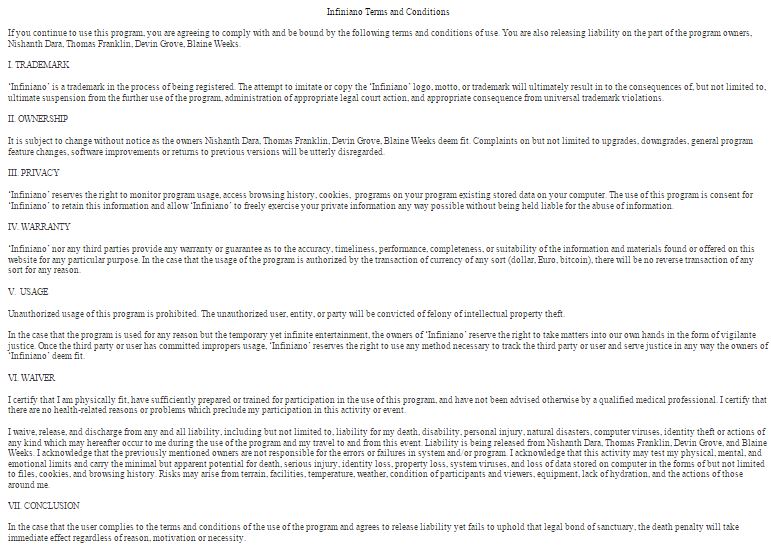 Infiniano Terms and Conditions
If you continue to use this program, you are agreeing to comply with and be bound by the following terms and conditions of use. You are also releasing liability on the part of the program owners,
Nishanth Dara, Thomas Franklin, Devin Grove, Blaine Weeks.
I. TRADEMARK
'Infiniano' is a trademark in the process of being registered. The attempt to imitate or copy the 'Infiniano' logo, motto, or trademark will ultimately result in to the consequences of, but not limited to,
ultimate suspension from the further use of the program, administration of appropriate legal court action, and appropriate consequence from universal trademark violations.
II. OWNERSHIP
It is subject to change without notice as the owners Nishanth Dara, Thomas Franklin, Devin Grove, Blaine Weeks deem fit. Complaints on but not limited to upgrades, downgrades, general program
feature changes, software improvements or returns to previous versions will be utterly disregarded.
III. PRIVACY
'Infiniano' reserves the right to monitor program usage, access browsing history, cookies, programs on your program existing stored data on your computer. The use of this program is consent for
'Infiniano' to retain this information and allow 'Infiniano' to freely exercise your private information any way possible without being held liable for the abuse of information.
IV. WARRANTY
'Infiniano' nor any third parties provide any warranty or guarantee as to the accuracy, timeliness, performance, completeness, or suitability of the information and materials found or offered on this
website for any particular purpose. In the case that the usage of the program is authorized by the transaction of currency of any sort (dollar, Euro, bitcoin), there will be no reverse transaction of any
sort for any reason.
V. USAGE
Unauthorized usage of this program is prohibited. The unauthorized user, entity, or party will be convicted of felony of intellectual property theft.
In the case that the program is used for any reason but the temporary yet infinite entertainment, the owners of 'Infiniano' reserve the right to take matters into our own hands in the form of vigilante
justice. Once the third party or user has committed impropers usage, 'Infiniano' reserves the right to use any method necessary to track the third party or user and serve justice in any way the owners of
'Infiniano' deem fit.
VI. WAIVER
I certify that I am physically fit, have sufficiently prepared or trained for participation in the use of this program, and have not been advised otherwise by a qualified medical professional. I certify that
there are no health-related reasons or problems which preclude my participation in this activity or event.
I waive, release, and discharge from any and all liability, including but not limited to, liability for my death, disability, personal injury, natural disasters, computer viruses, identity theft or actions of
any kind which may hereafter occur to me during the use of the program and my travel to and from this event. Liability is being released from Nishanth Dara, Thomas Franklin, Devin Grove, and Blaine
Weeks. I acknowledge that the previously mentioned owners are not responsible for the errors or failures in system and/or program. I acknowledge that this activity may test my physical, mental, and
emotional limits and carry the minimal but apparent potential for death, serious injury, identity loss, property loss, system viruses, and loss of data stored on computer in the forms of but not limited
to files, cookies, and browsing history. Risks may arise from terrain, facilities, temperature, weather, condition of participants and viewers, equipment, lack of hydration, and the actions of those
around me.
VII. CONCLUSION
In the case that the user complies to the terms and conditions of the use of the program and agrees to release liability yet fails to uphold that legal bond of sanctuary, the death penalty will take
immediate effect regardless of reason, motivation or necessity.